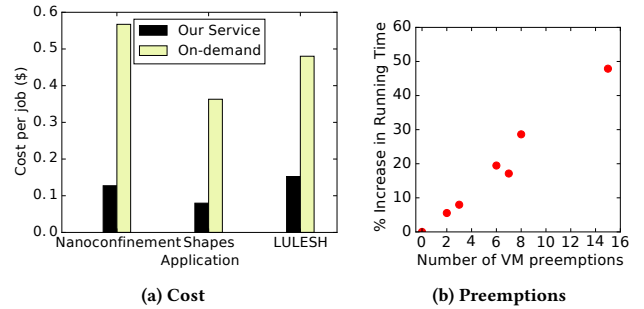 0.6
0.5
0.4
0.3
0.2
0.1
0.0
Cost per job ($)
Our Service
On-demand
Nanoconfinement Shapes LULESH
Application
(a) Cost
60
50
40
30
20
10
0
% Increase in Running Time
0 2 4 6 8 10 12 14 16
Number of VM preemptions
(b) Preemptions